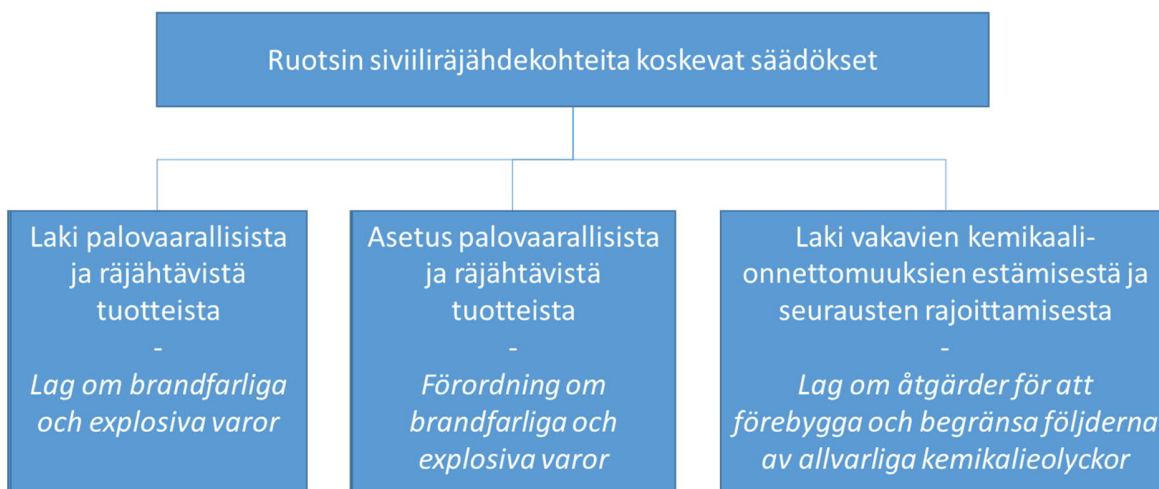 Ruotsin siviiliräjähdekohteita koskevat säädökset
Laki palovaarallisista
ja räjähtävistä
tuotteista
-
Lag om brandfarliga
och explosiva varor
Asetus palovaarallisista
ja räjähtävistä
tuotteista
-
Förordning om
brandfarliga och
explosiva varor
Laki vakavien kemikaali-
onnettomuuksien estämisestä ja
seurausten rajoittamisesta
-
Lag om åtgärder för att
förebygga och begränsa följderna
av allvarliga kemikalieolyckor